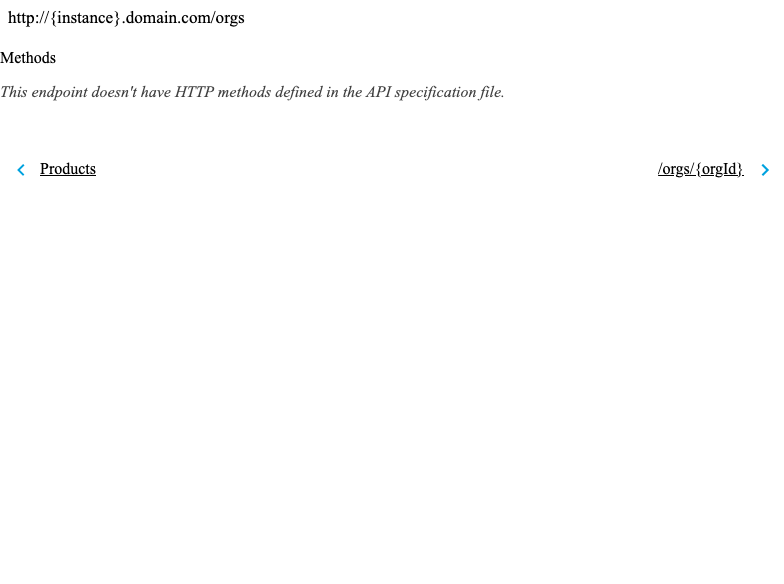 http://{instance}.domain.com/orgs
Methods
This endpoint doesn't have HTTP methods defined in the API specification file.
Products
/orgs/{orgId}